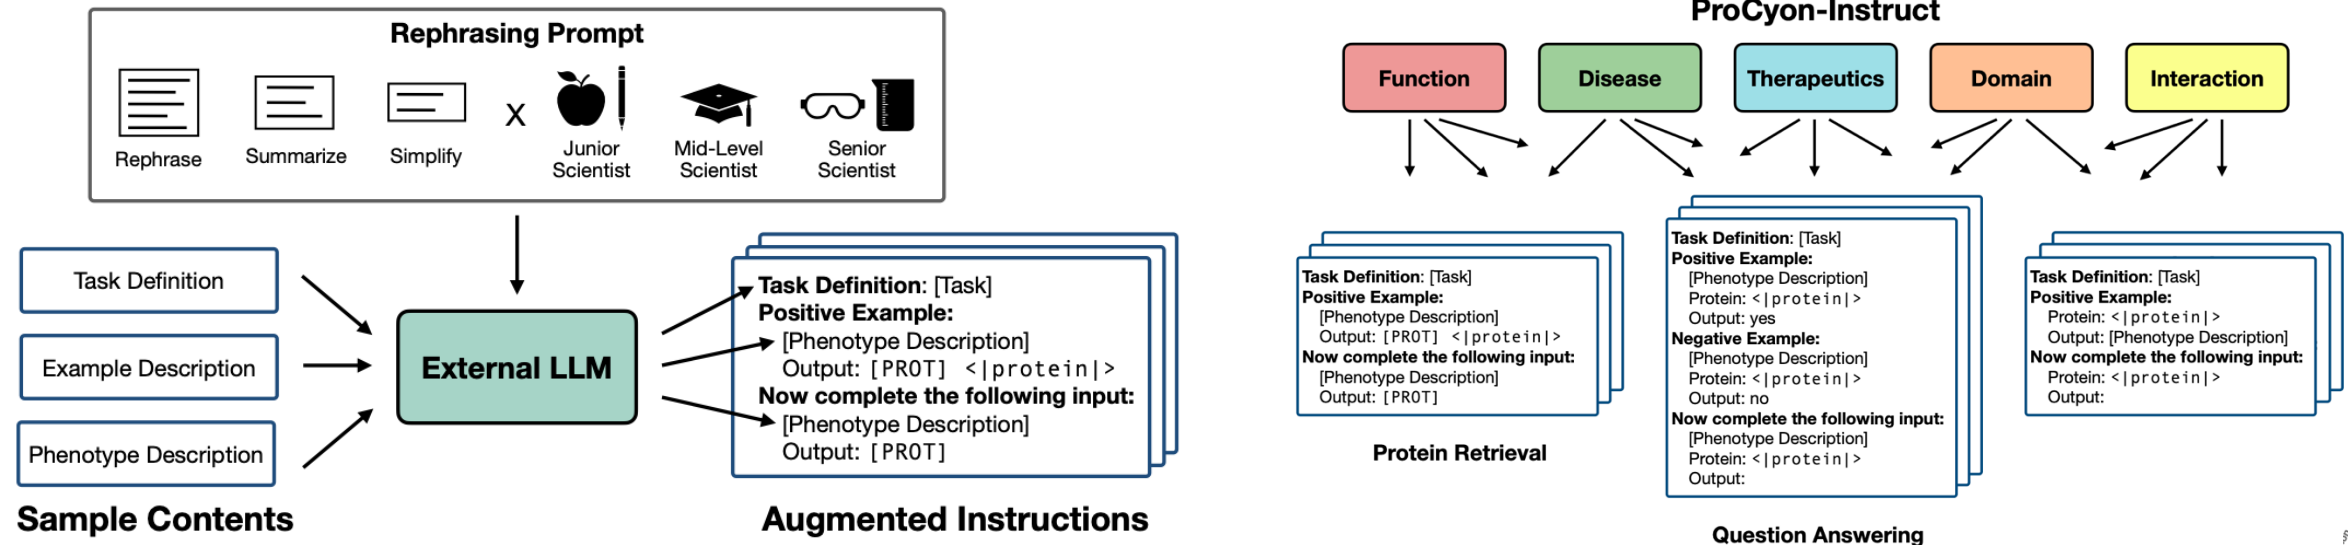 Rephrasing Prompt
Rephrase
Summarize
Simplify
X
Junior
Scientist
Mid-Level
Scientist
Senior
Scientist
Task Definition
Example Description
Phenotype Description
Sample Contents
External LLM
Task Definition: [Task]
Positive Example:
[Phenotype Description]
Output: [PROT] <|protein|>
Now complete the following input:
[Phenotype Description]
Output: [PROT]
Augmented Instructions
ProCyon-Instruct
Function
Disease
Therapeutics
Domain
Interaction
Task Definition: [Task]
Positive Example:
[Phenotype Description]
Output: [PROT] <|protein|>
Now complete the following input:
[Phenotype Description]
Output: [PROT]
Protein Retrieval
Task Definition: [Task]
Positive Example:
[Phenotype Description]
Protein: <|protein|>
Output: yes
Negative Example:
[Phenotype Description]
Protein: <|protein|>
Output: no
Now complete the following input:
[Phenotype Description]
Protein: <|protein|>
Output:
Question Answering
Task Definition: [Task]
Positive Example:
Protein: <|protein|>
Output: [Phenotype Description]
Now complete the following input:
Protein: <|protein|>
Output: